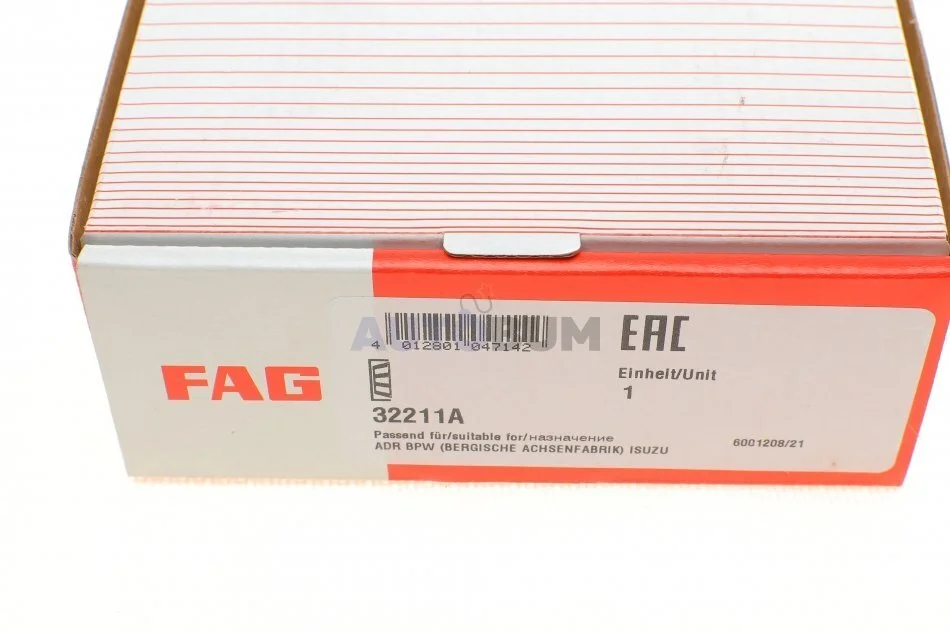 FAG
4 012801 047142
EAC
Einheit/Unit
1
32211A
Passend für/suitable for/назначение
ADR BPW (BERGISCHE ACHSENFABRIK) ISUZU
6001208/21